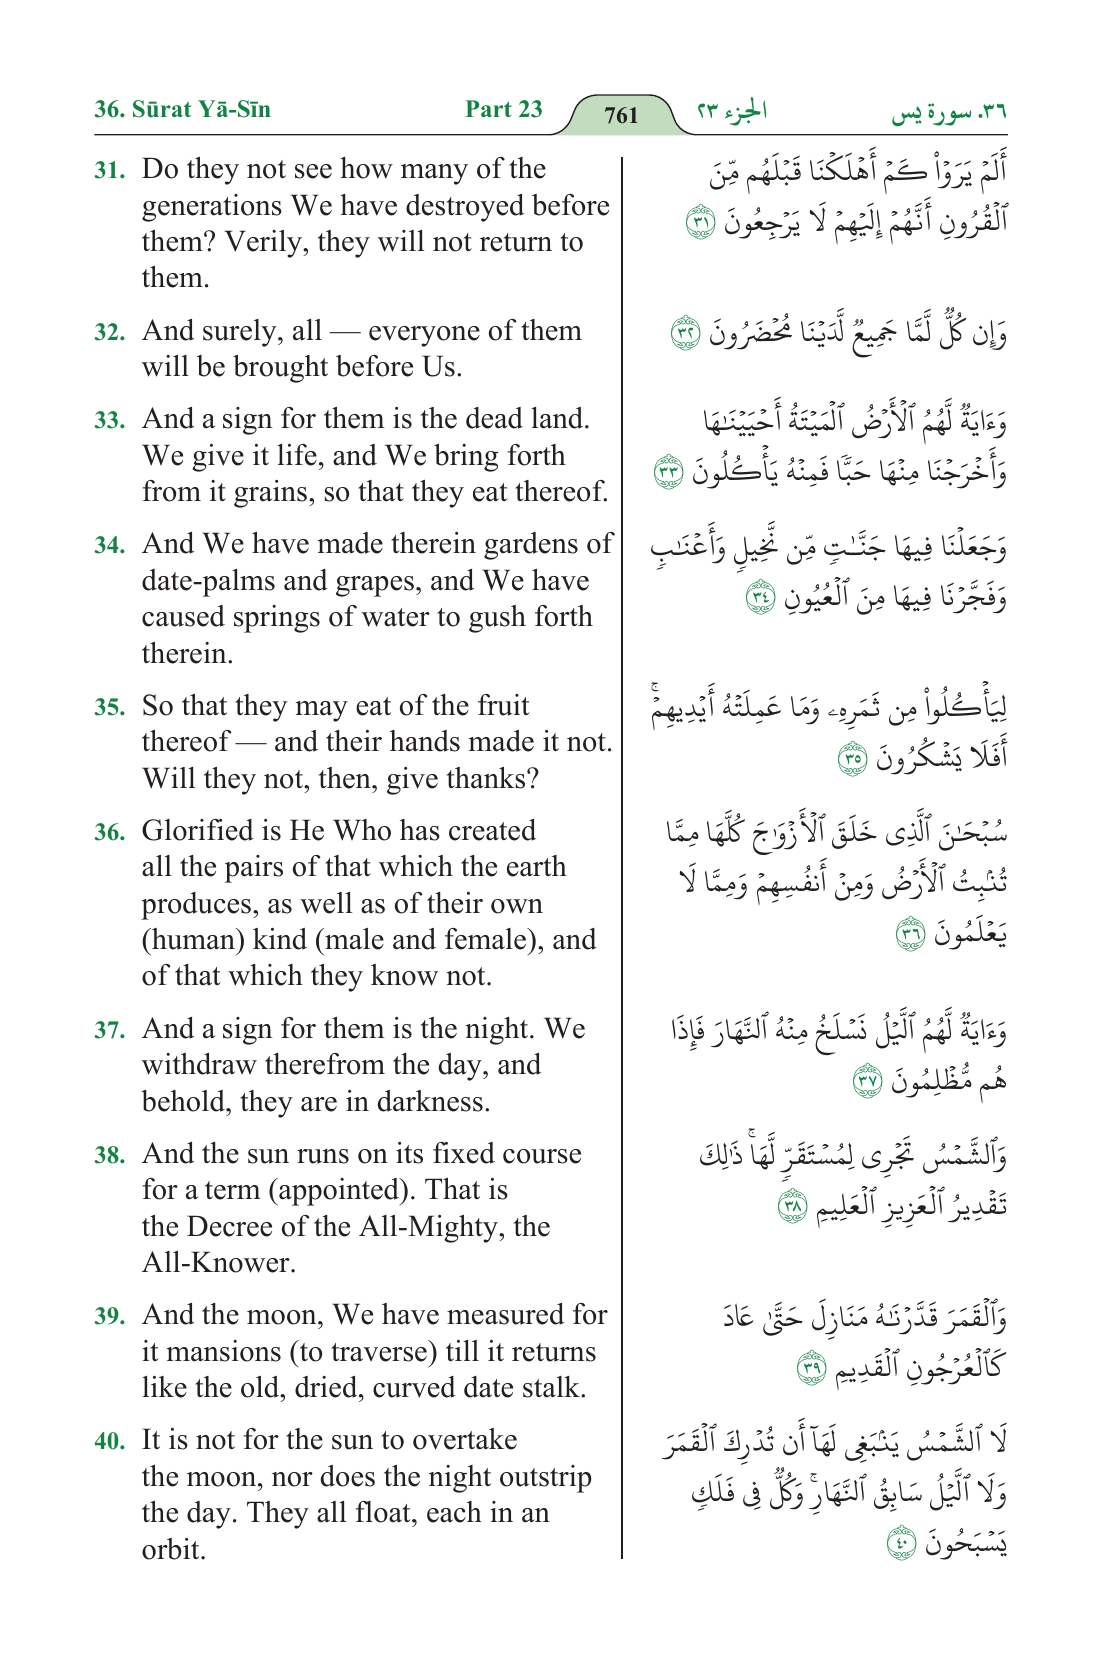 36. Sūrat Yā-Sīn Part 23 761 الجزء ٢٣ ٣٦. سورة يس
31. Do they not see how many of the
generations We have destroyed before
them? Verily, they will not return to
them.
أَلَمۡ يَرَوۡاْ كَمۡ أَهۡلَكۡنَا قَبۡلَهُم مِّنَ
ٱلۡقُرُونِ أَنَّهُمۡ إِلَيۡهِمۡ لَا يَرۡجِعُونَ ٣١
32. And surely, all — everyone of them
will be brought before Us.
وَإِن كُلّٞ لَّمَّا جَمِيعٞ لَّدَيۡنَا مُحۡضَرُونَ ٣٢
33. And a sign for them is the dead land.
We give it life, and We bring forth
from it grains, so that they eat thereof.
وَءَايَةٞ لَّهُمُ ٱلۡأَرۡضُ ٱلۡمَيۡتَةُ أَحۡيَيۡنَٰهَا
وَأَخۡرَجۡنَا مِنۡهَا حَبّٗا فَمِنۡهُ يَأۡكُلُونَ ٣٣
34. And We have made therein gardens of
date-palms and grapes, and We have
caused springs of water to gush forth
therein.
وَجَعَلۡنَا فِيهَا جَنَّٰتٖ مِّن نَّخِيلٖ وَأَعۡنَٰبٖ
وَفَجَّرۡنَا فِيهَا مِنَ ٱلۡعُيُونِ ٣٤
35. So that they may eat of the fruit
thereof — and their hands made it not.
Will they not, then, give thanks?
لِيَأۡكُلُواْ مِن ثَمَرِهِۦ وَمَا عَمِلَتۡهُ أَيۡدِيهِمۡۚ
أَفَلَا يَشۡكُرُونَ ٣٥
36. Glorified is He Who has created
all the pairs of that which the earth
produces, as well as of their own
(human) kind (male and female), and
of that which they know not.
سُبۡحَٰنَ ٱلَّذِي خَلَقَ ٱلۡأَزۡوَٰجَ كُلَّهَا مِمَّا
تُنۢبِتُ ٱلۡأَرۡضُ وَمِنۡ أَنفُسِهِمۡ وَمِمَّا لَا
يَعۡلَمُونَ ٣٦
37. And a sign for them is the night. We
withdraw therefrom the day, and
behold, they are in darkness.
وَءَايَةٞ لَّهُمُ ٱلَّيۡلُ نَسۡلَخُ مِنۡهُ ٱلنَّهَارَ فَإِذَا
هُم مُّظۡلِمُونَ ٣٧
38. And the sun runs on its fixed course
for a term (appointed). That is
the Decree of the All-Mighty, the
All-Knower.
وَٱلشَّمۡسُ تَجۡرِي لِمُسۡتَقَرّٖ لَّهَاۚ ذَٰلِكَ
تَقۡدِيرُ ٱلۡعَزِيزِ ٱلۡعَلِيمِ ٣٨
39. And the moon, We have measured for
it mansions (to traverse) till it returns
like the old, dried, curved date stalk.
وَٱلۡقَمَرَ قَدَّرۡنَٰهُ مَنَازِلَ حَتَّىٰ عَادَ
كَٱلۡعُرۡجُونِ ٱلۡقَدِيمِ ٣٩
40. It is not for the sun to overtake
the moon, nor does the night outstrip
the day. They all float, each in an
orbit.
لَا ٱلشَّمۡسُ يَنۢبَغِي لَهَآ أَن تُدۡرِكَ ٱلۡقَمَرَ
وَلَا ٱلَّيۡلُ سَابِقُ ٱلنَّهَارِۚ وَكُلّٞ فِي فَلَكٖ
يَسۡبَحُونَ ٤٠